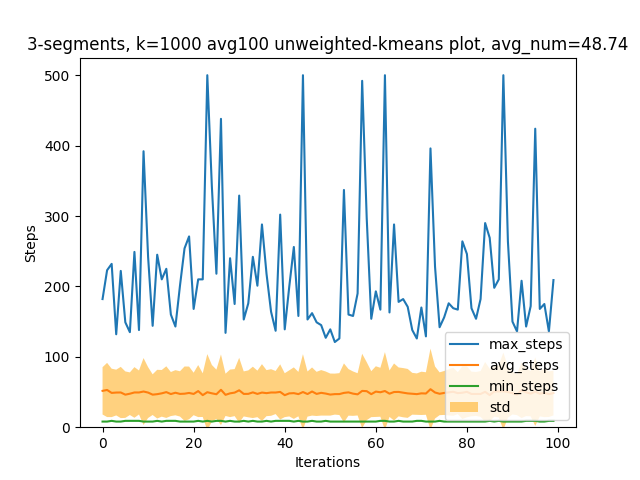 3-segments, k=1000 avg100 unweighted-kmeans plot, avg_num=48.74
500
400
300
200
100
0
Steps
max_steps
avg_steps
min_steps
std
0
20
40
60
80
100
Iterations